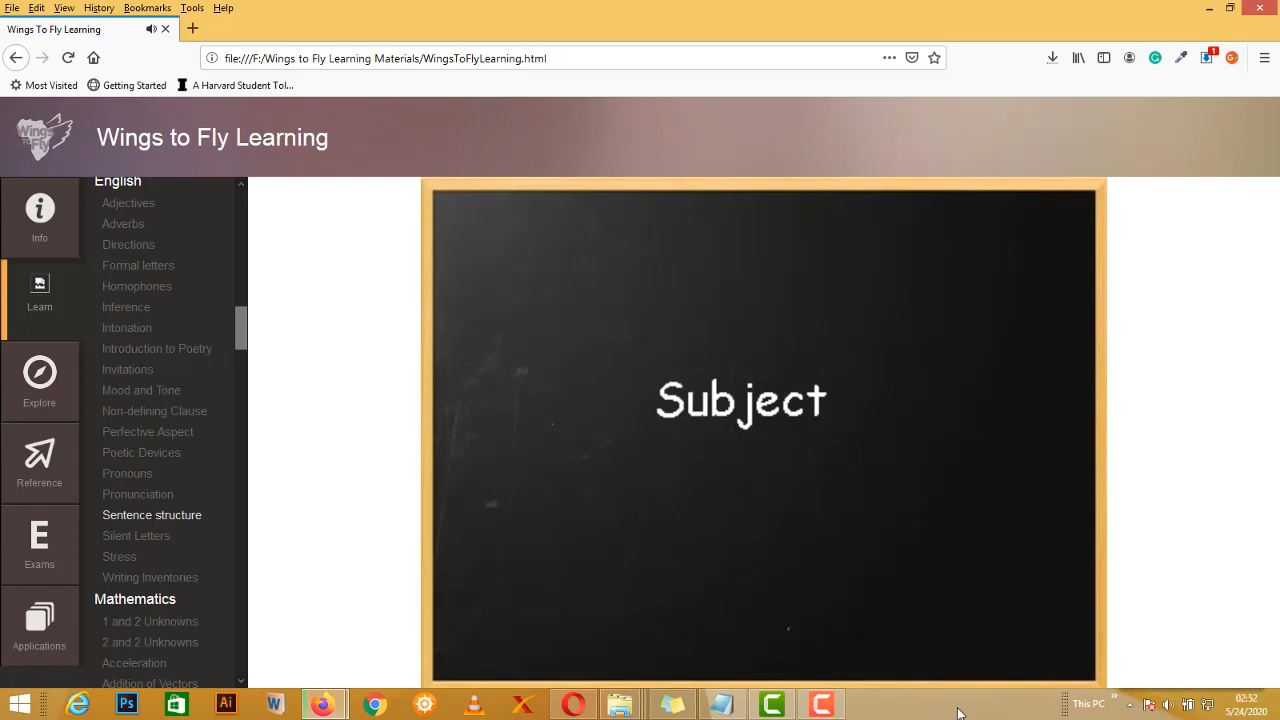 File Edit View History Bookmarks Tools Help
Wings To Fly Learning
file:///F:/Wings to Fly Learning Materials/WingsToFlyLearning.html
1
Most Visited Getting Started A Harvard Student Tol...
Wings to Fly
Wings to Fly Learning
Info
Learn
Explore
Reference
E
Exams
Applications
English
Adjectives
Adverbs
Directions
Formal letters
Homophones
Inference
Intonation
Introduction to Poetry
Invitations
Mood and Tone
Non-defining Clause
Perfective Aspect
Poetic Devices
Pronouns
Pronunciation
Sentence structure
Silent Letters
Stress
Writing Inventories
Mathematics
1 and 2 Unknowns
2 and 2 Unknowns
Acceleration
Addition of Vectors
Subject
Ps
Ai
W
This PC
02:52
5/24/2020